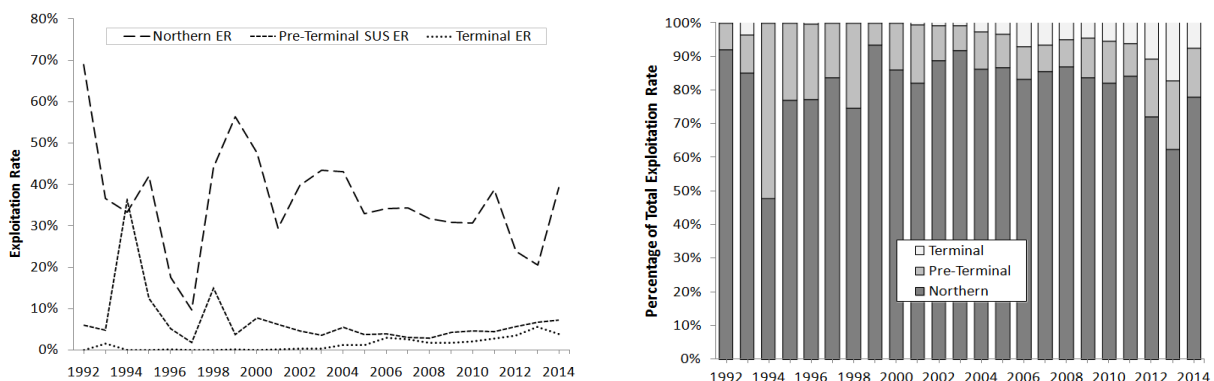 80%
70%
60%
50%
40%
30%
20%
10%
0%
Exploitation Rate
Northern ER Pre-Terminal SUS ER Terminal ER
1992 1994 1996 1998 2000 2002 2004 2006 2008 2010 2012 2014
100%
90%
80%
70%
60%
50%
40%
30%
20%
10%
0%
Percentage of Total Exploitation Rate
Terminal
Pre-Terminal
Northern
1992 1994 1996 1998 2000 2002 2004 2006 2008 2010 2012 2014